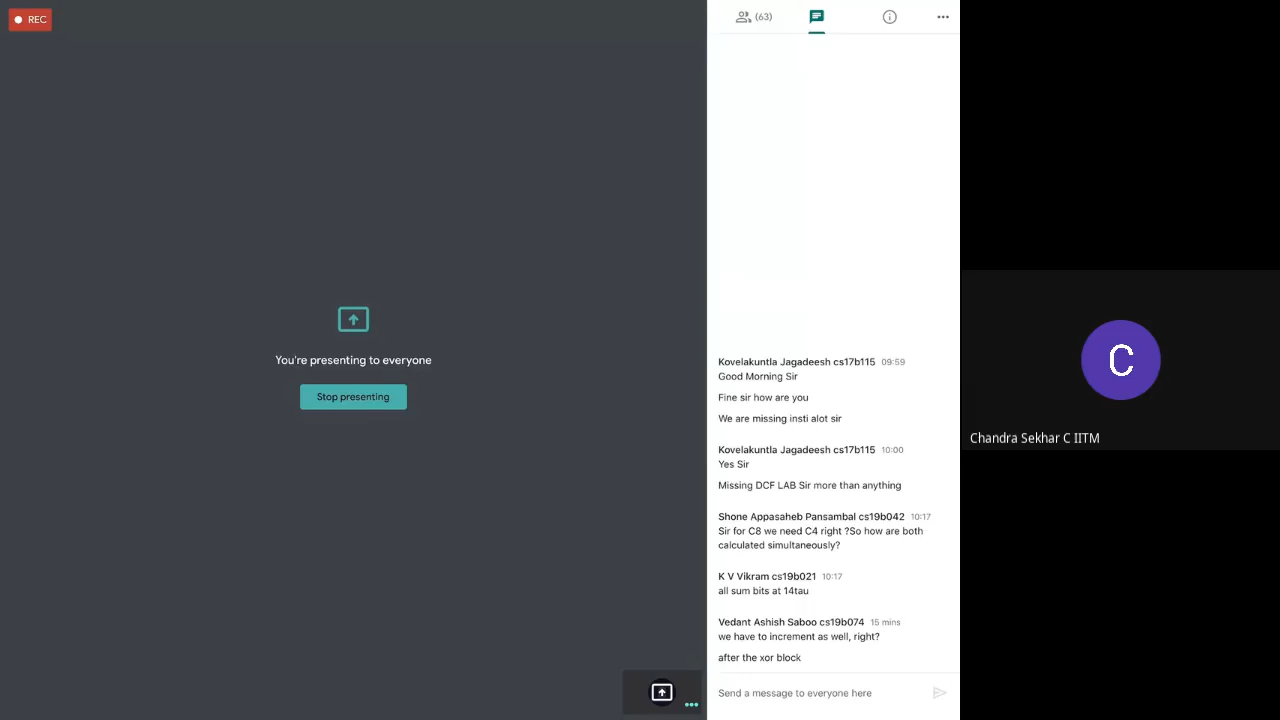 REC
(63)
You're presenting to everyone
Stop presenting
Kovelakuntla Jagadeesh cs17b115 09:59
Good Morning Sir
Fine sir how are you
We are missing insti alot sir
Kovelakuntla Jagadeesh cs17b115 10:00
Yes Sir
Missing DCF LAB Sir more than anything
Shone Appasaheb Pansambal cs19b042 10:17
Sir for C8 we need C4 right ?So how are both
calculated simultaneously?
K V Vikram cs19b021 10:17
all sum bits at 14tau
Vedant Ashish Saboo cs19b074 15 mins
we have to increment as well, right?
after the xor block
Send a message to everyone here
C
Chandra Sekhar C IITM